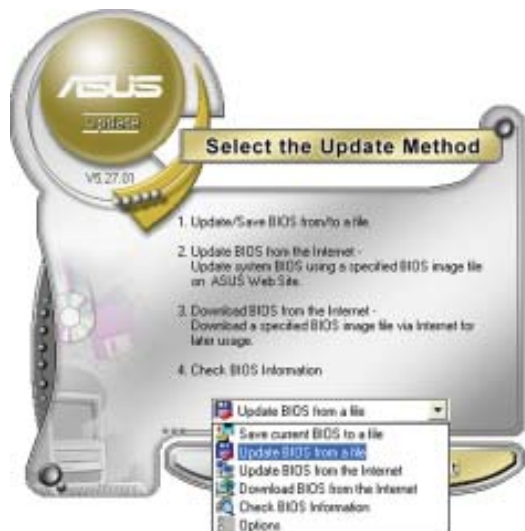 ASUS
Update
V5.27.01
Select the Update Method
1. Update/Save BIOS from/to a file.
2. Update BIOS from the Internet -
Update system BIOS using a specified BIOS image file
on ASUS Web Site.
3. Download BIOS from the Internet -
Download a specified BIOS image file via Internet for
later usage.
4. Check BIOS Information
Update BIOS from a file
Save current BIOS to a file
Update BIOS from a file
Update BIOS from the Internet
Download BIOS from the Internet
Check BIOS Information
Options